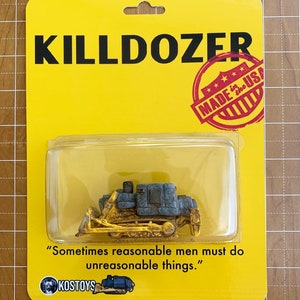 KILLDOZER
MADE
in the
USA
"Sometimes reasonable men must do
unreasonable things."
KOSTOYS